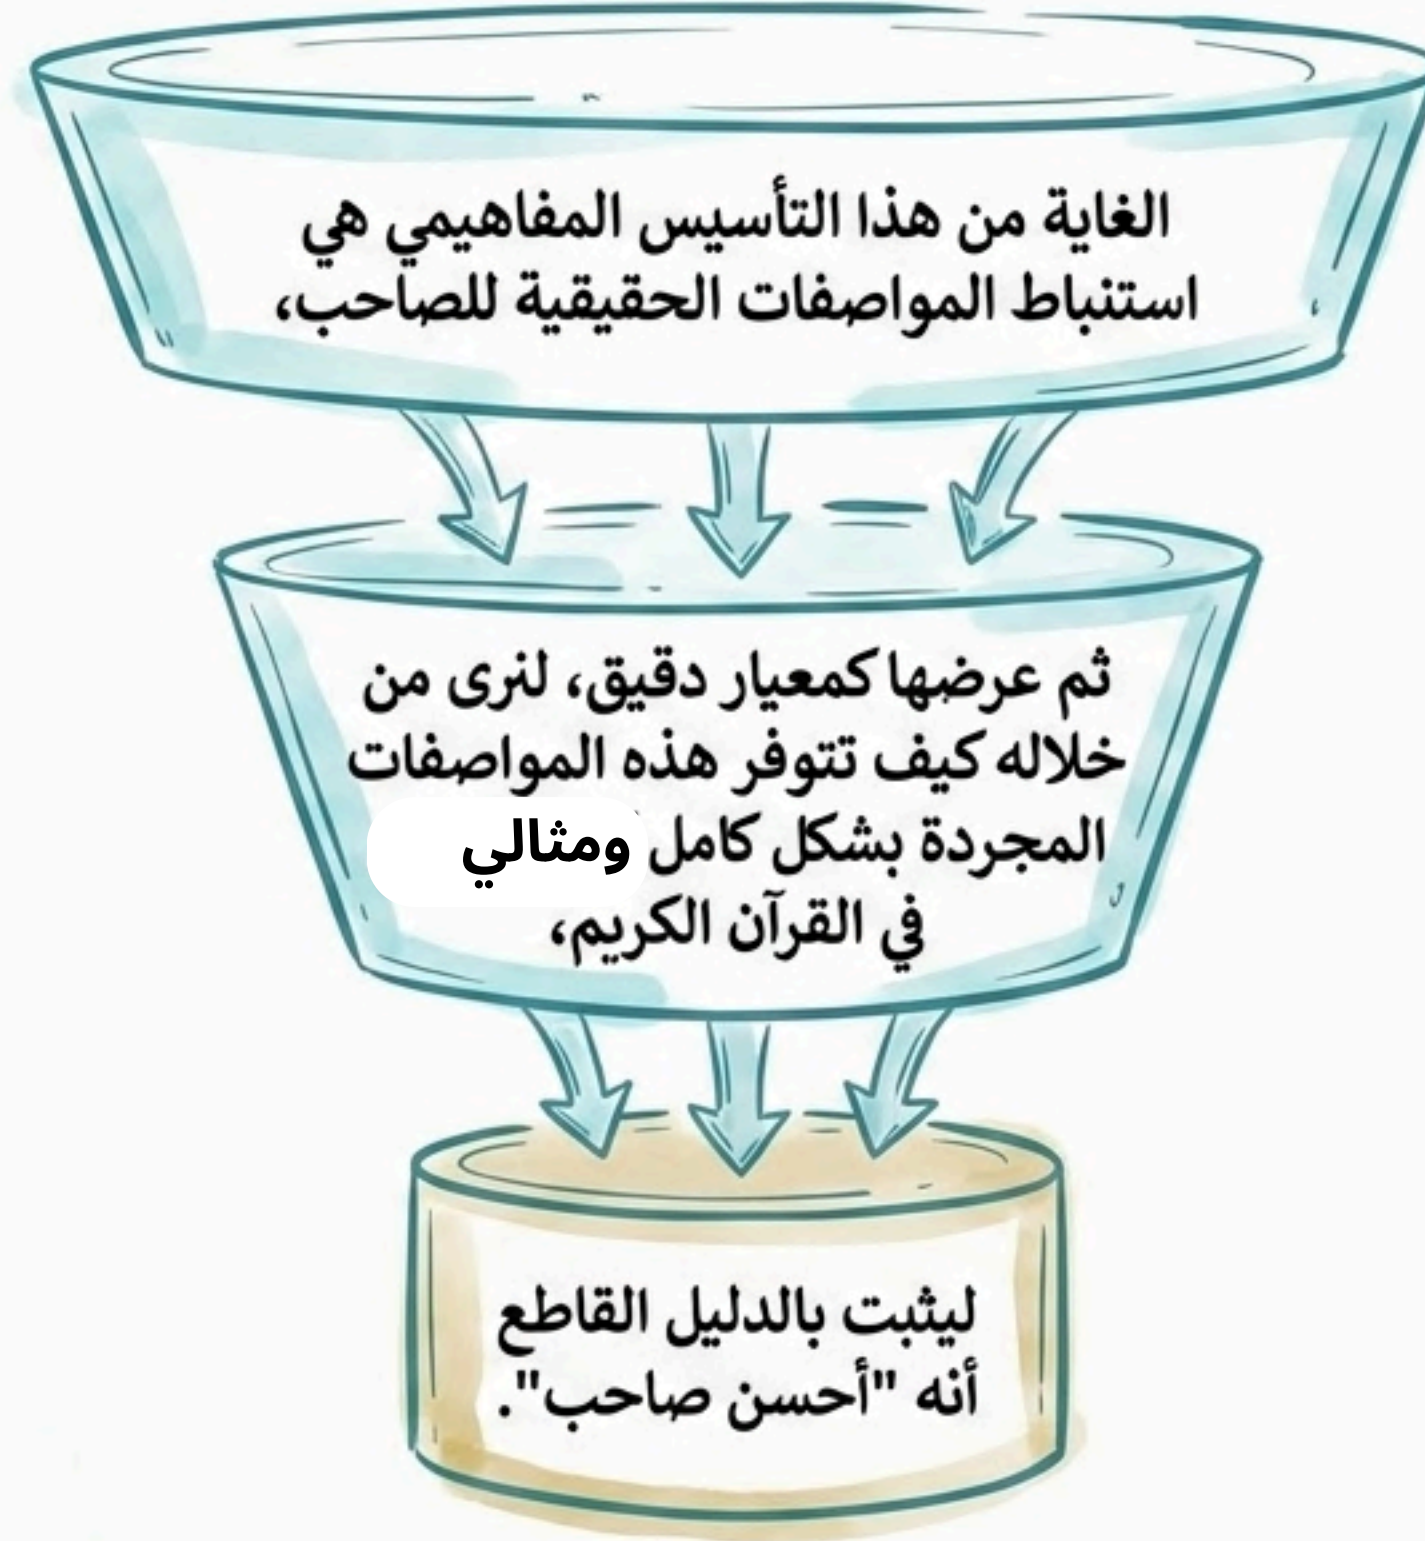 الغاية من هذا التأسيس المفاهيمي هي
استنباط المواصفات الحقيقية للصاحب،
ثم عرضها كمعيار دقيق، لنرى من
خلاله كيف تتوفر هذه المواصفات
المجردة بشكل كامل ومثالي
في القرآن الكريم،
ليثبت بالدليل القاطع
أنه "أحسن صاحب".